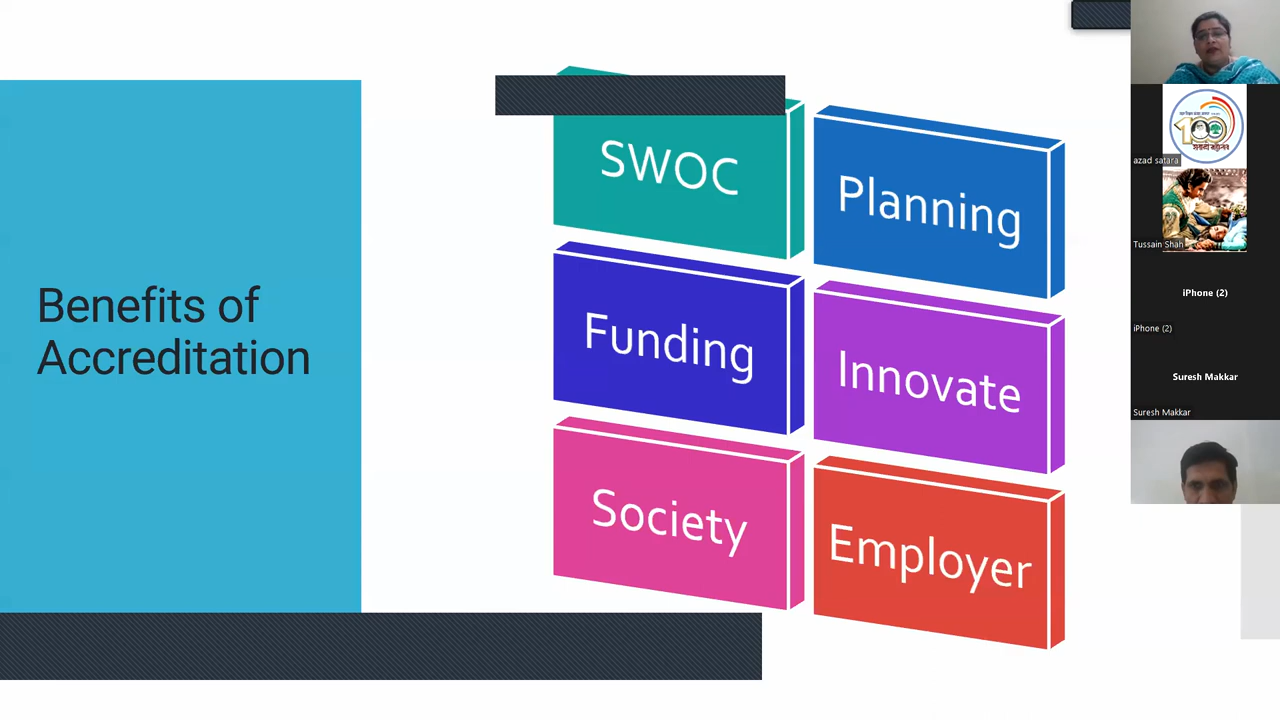 Benefits of
Accreditation
SWOC
Planning
Funding
Innovate
Society
Employer
100
azad satara
Tussain Shah
iPhone (2)
iPhone (2)
Suresh Makkar
Suresh Makkar